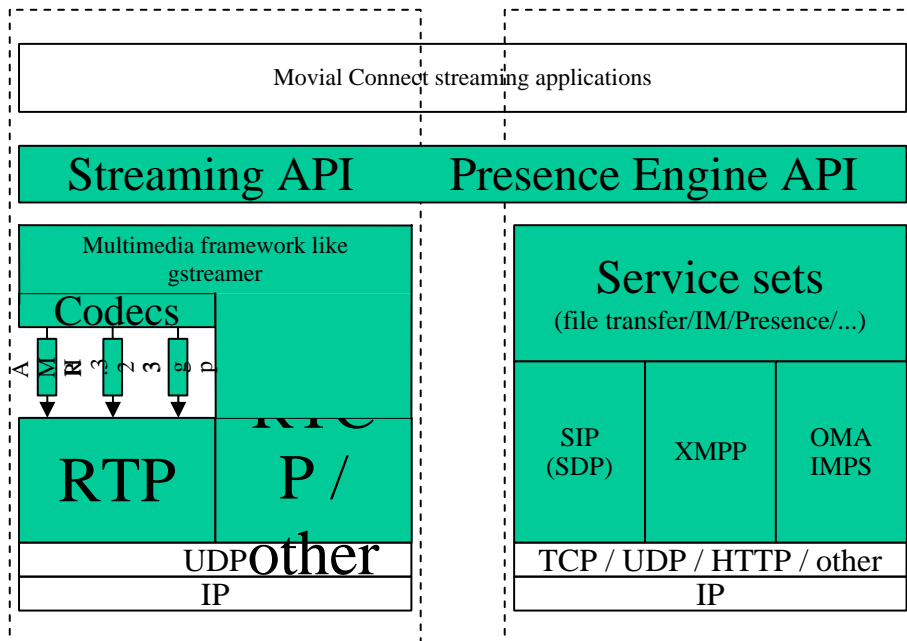 Movial Connect streaming applications
Streaming API
Presence Engine API
Multimedia framework like
gstreamer
Codecs
RTP
RTC
P /
other
UDP
IP
Service sets
(file transfer/IM/Presence/...)
SIP
(SDP)
XMPP
OMA
IMPS
TCP / UDP / HTTP / other
IP